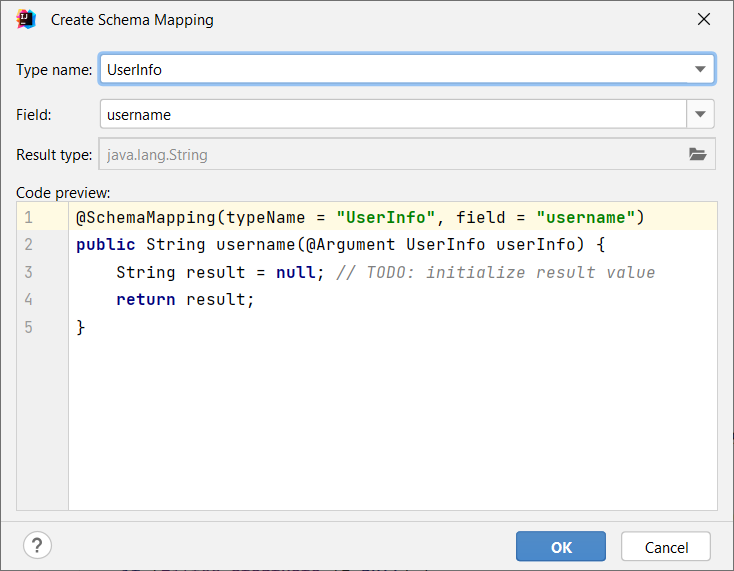 Create Schema Mapping
Type name: UserInfo
Field: username
Result type: java.lang.String
Code preview:
1 @SchemaMapping(typeName = "UserInfo", field = "username")
2 public String username(@Argument UserInfo userInfo) {
3     String result = null; // TODO: initialize result value
4     return result;
5 }
? OK Cancel